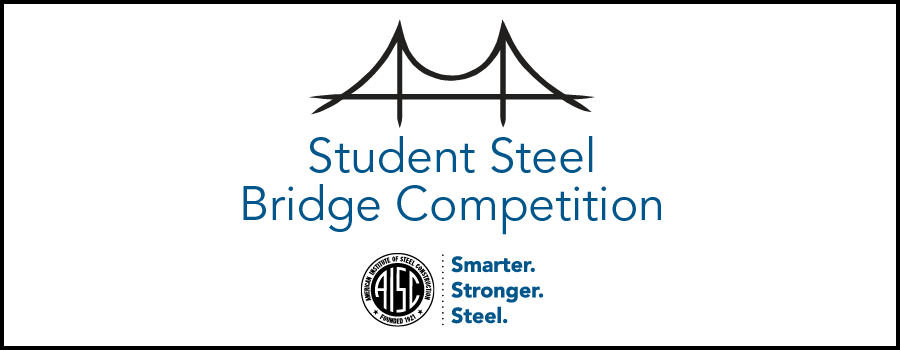 Student Steel
Bridge Competition
AMERICAN INSTITUTE OF STEEL CONSTRUCTION
AISC
★ FOUNDED 1921 ★
Smarter.
Stronger.
Steel.